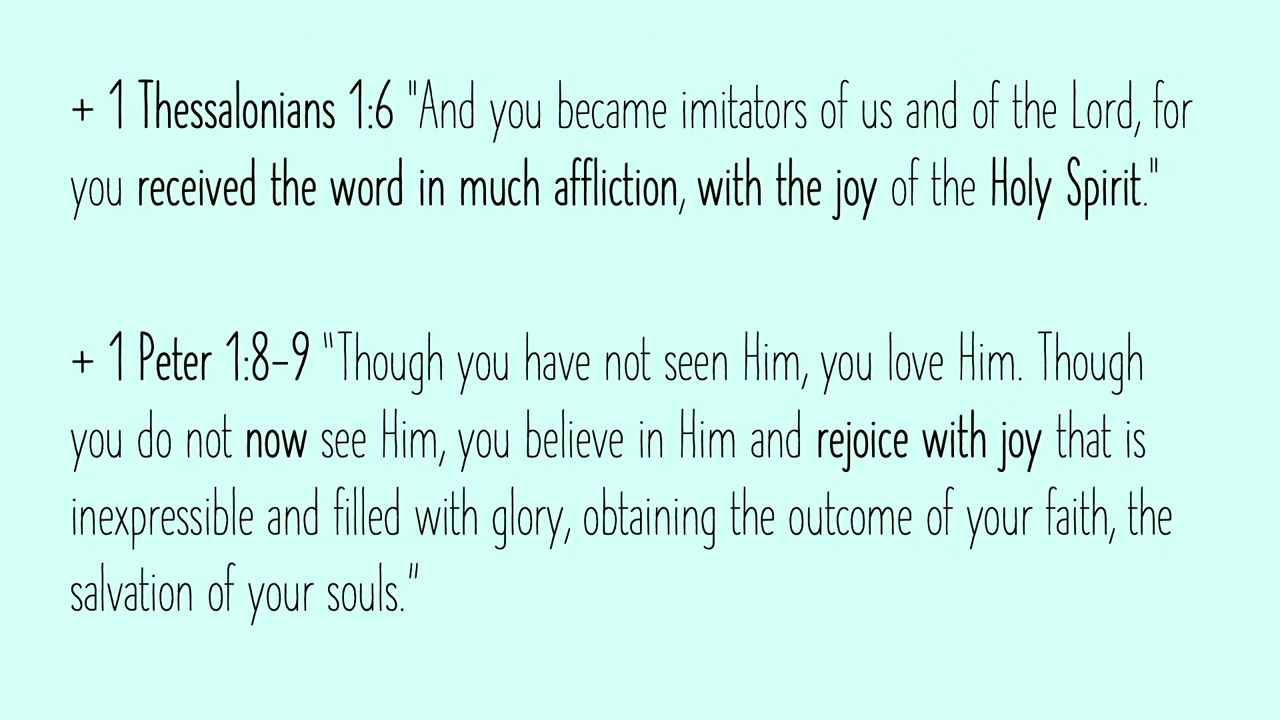 + 1 Thessalonians 1:6 "And you became imitators of us and of the Lord, for
you received the word in much affliction, with the joy of the Holy Spirit."
+ 1 Peter 1:8-9 "Though you have not seen Him, you love Him. Though
you do not now see Him, you believe in Him and rejoice with joy that is
inexpressible and filled with glory, obtaining the outcome of your faith, the
salvation of your souls."